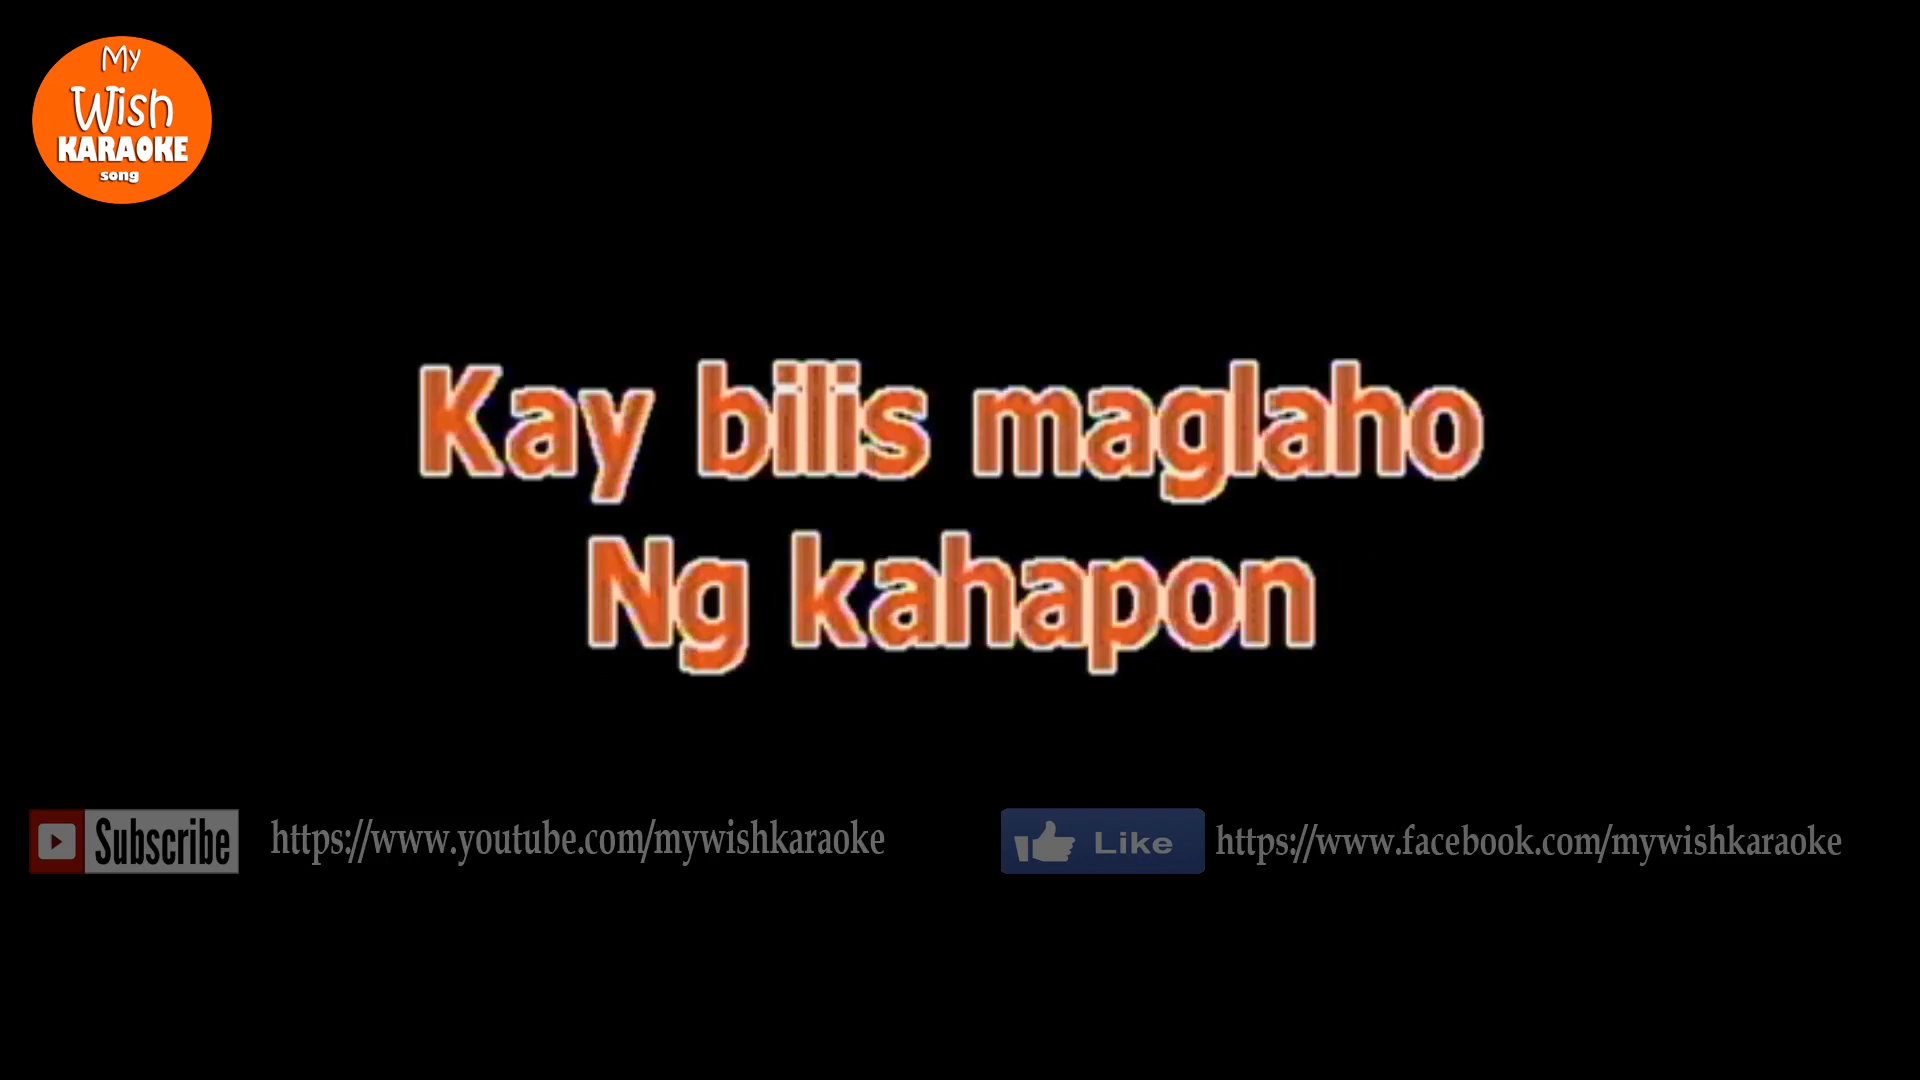 My
Wish
KARAOKE
song
Kay bilis maglaho
Ng kahapon
Subscribe https://www.youtube.com/mywishkaraoke
Like https://www.facebook.com/mywishkaraoke